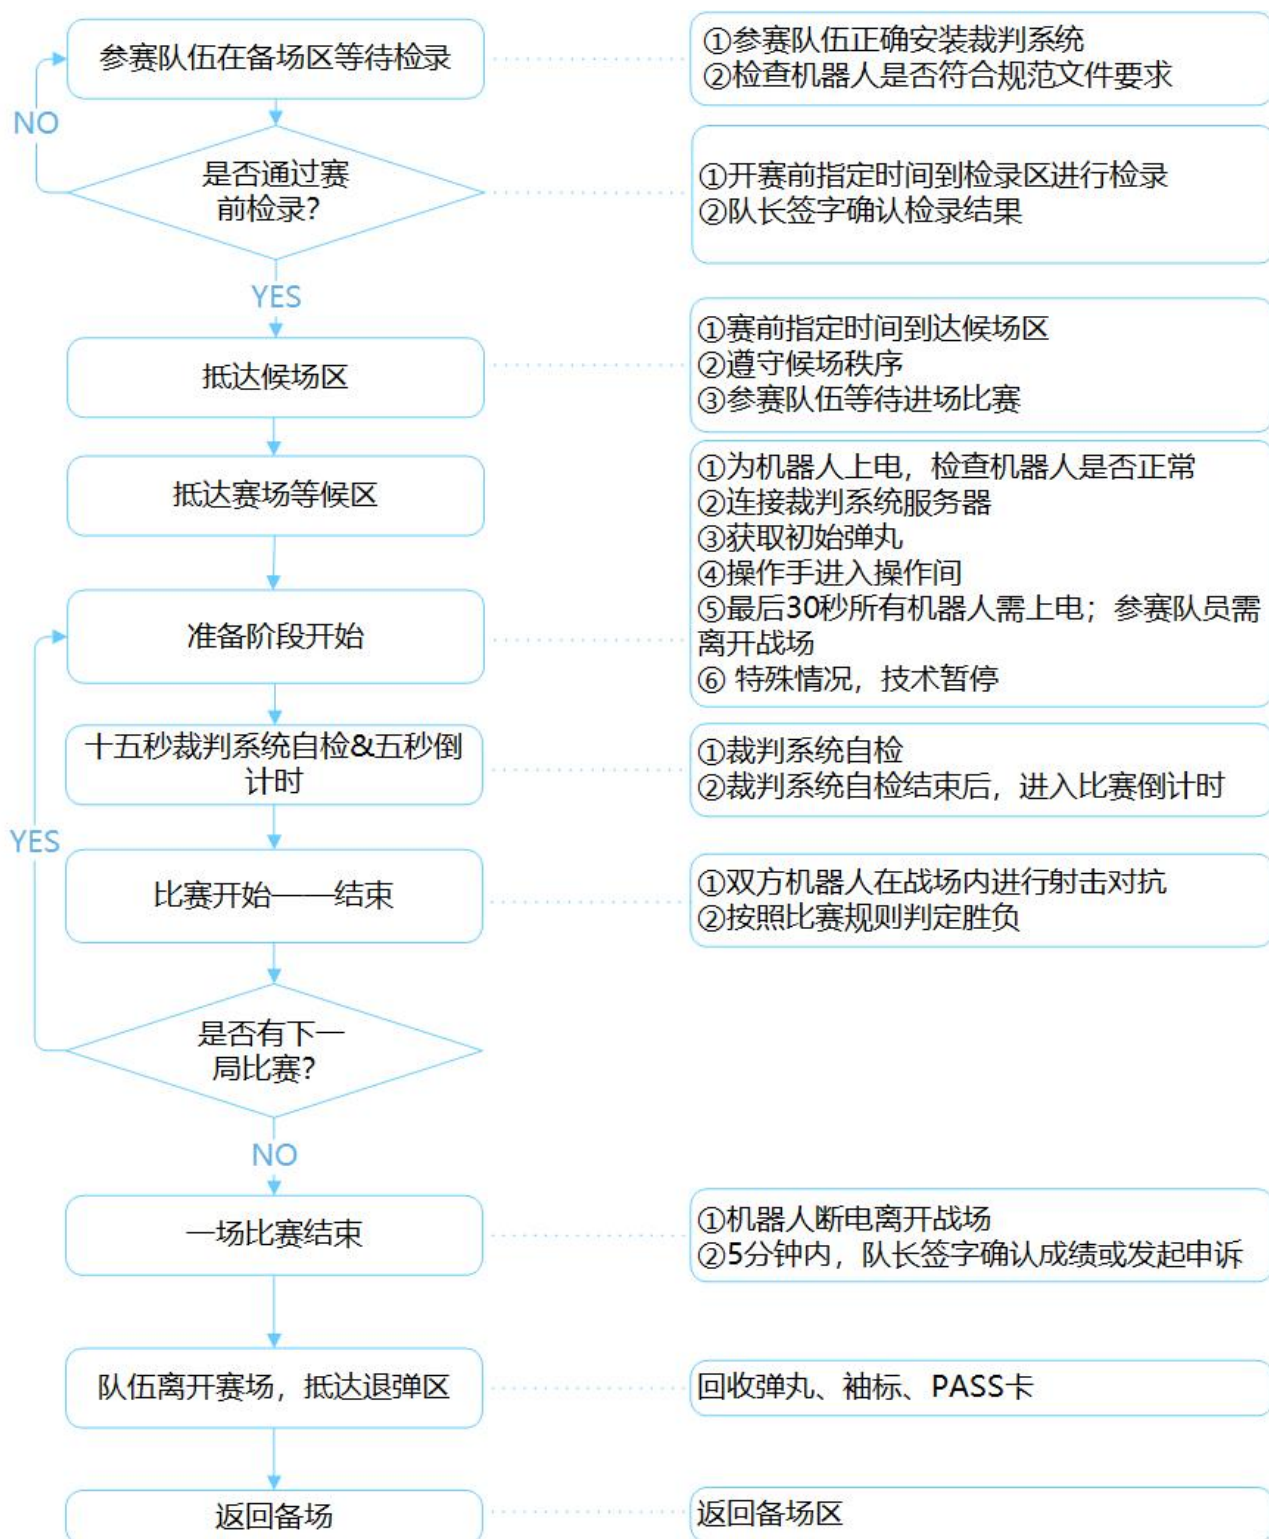 参赛队伍在备场区等待检录
①参赛队伍正确安装裁判系统
②检查机器人是否符合规范文件要求
NO
是否通过赛
前检录?
①开赛前指定时间到检录区进行检录
②队长签字确认检录结果
YES
抵达候场区
①赛前指定时间到达候场区
②遵守候场秩序
③参赛队伍等待进场比赛
抵达赛场等候区
准备阶段开始
①为机器人上电，检查机器人是否正常
②连接裁判系统服务器
③获取初始弹丸
④操作手进入操作间
⑤最后30秒所有机器人需上电；参赛队员需
离开战场
⑥ 特殊情况，技术暂停
十五秒裁判系统自检&五秒倒
计时
①裁判系统自检
②裁判系统自检结束后，进入比赛倒计时
YES
比赛开始——结束
①双方机器人在战场内进行射击对抗
②按照比赛规则判定胜负
是否有下一
局比赛?
NO
一场比赛结束
①机器人断电离开战场
②5分钟内，队长签字确认成绩或发起申诉
队伍离开赛场，抵达退弹区
回收弹丸、袖标、PASS卡
返回备场
返回备场区